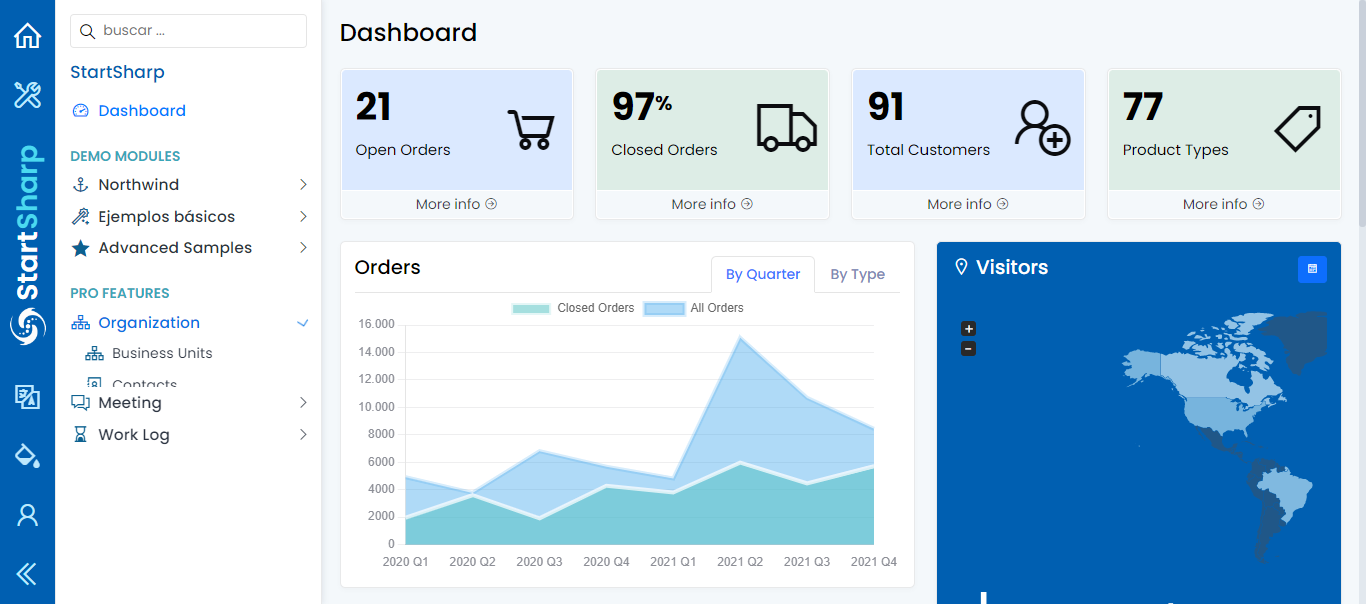 StartSharp
buscar ...
StartSharp
Dashboard
DEMO MODULES
Northwind
Ejemplos básicos
Advanced Samples
PRO FEATURES
Organization
Business Units
Contacts
Meeting
Work Log
Dashboard
21
Open Orders
More info
97%
Closed Orders
More info
91
Total Customers
More info
77
Product Types
More info
Orders
By Quarter
By Type
Closed Orders
All Orders
16.000
14.000
12.000
10.000
8000
6000
4000
2000
0
2020 Q1
2020 Q2
2020 Q3
2020 Q4
2021 Q1
2021 Q2
2021 Q3
2021 Q4
Visitors
+
-